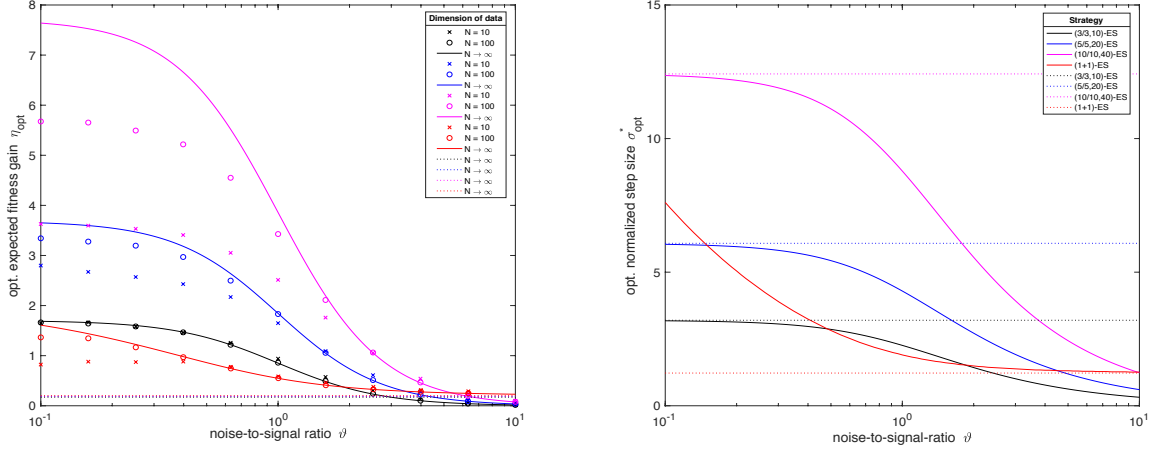 8
7
6
5
4
3
2
1
0
10^-1
10^0
10^1
opt. expected fitness gain η_opt
noise-to-signal ratio ϑ
Dimension of data
N = 10
N = 100
N → ∞
N = 10
N = 100
N → ∞
N = 10
N = 100
N → ∞
N = 10
N = 100
N → ∞
N → ∞
N → ∞
N → ∞
N → ∞
15
10
5
0
10^-1
10^0
10^1
opt. normalized step size σ*_opt
noise-to-signal-ratio ϑ
Strategy
(3/3,10)-ES
(5/5,20)-ES
(10/10,40)-ES
(1+1)-ES
(3/3,10)-ES
(5/5,20)-ES
(10/10,40)-ES
(1+1)-ES